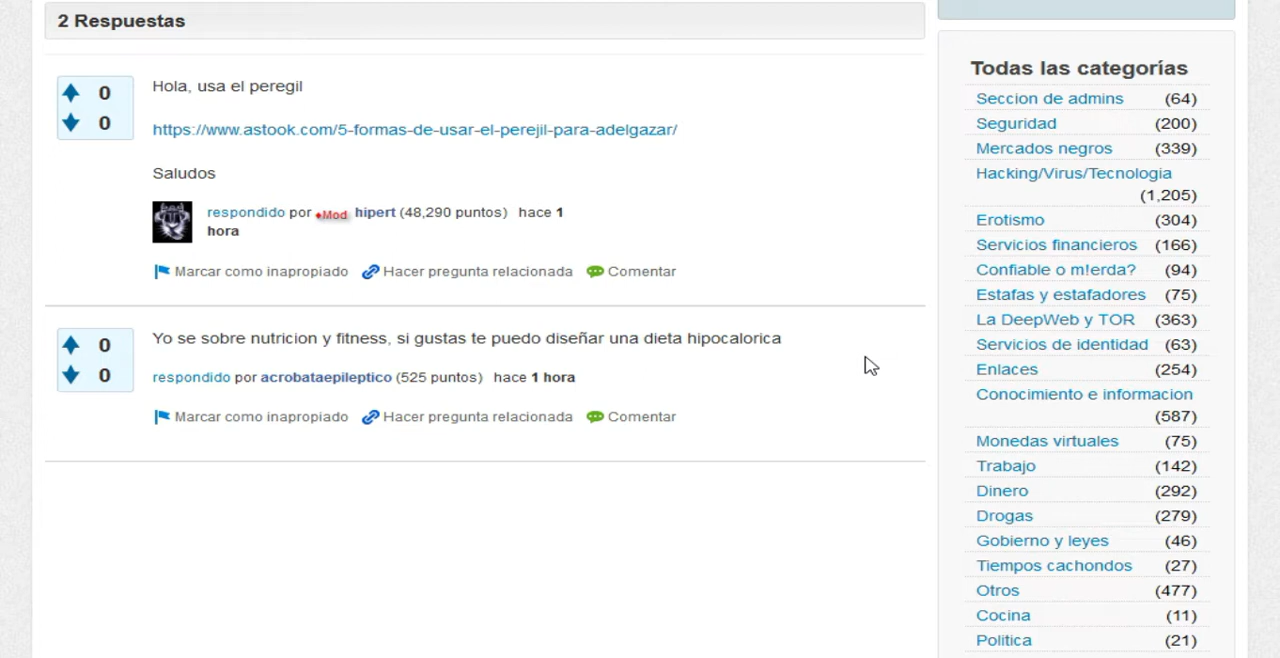 2 Respuestas
0
0
Hola, usa el peregil
https://www.astook.com/5-formas-de-usar-el-perejil-para-adelgazar/
Saludos
respondido por ♦Mod hipert (48,290 puntos) hace 1
hora
Marcar como inapropiado Hacer pregunta relacionada Comentar
0
0
Yo se sobre nutricion y fitness, si gustas te puedo diseñar una dieta hipocalorica
respondido por acrobataepileptico (525 puntos) hace 1 hora
Marcar como inapropiado Hacer pregunta relacionada Comentar
Todas las categorías
Seccion de admins (64)
Seguridad (200)
Mercados negros (339)
Hacking/Virus/Tecnologia
(1,205)
Erotismo (304)
Servicios financieros (166)
Confiable o m!erda? (94)
Estafas y estafadores (75)
La DeepWeb y TOR (363)
Servicios de identidad (63)
Enlaces (254)
Conocimiento e informacion
(587)
Monedas virtuales (75)
Trabajo (142)
Dinero (292)
Drogas (279)
Gobierno y leyes (46)
Tiempos cachondos (27)
Otros (477)
Cocina (11)
Politica (21)